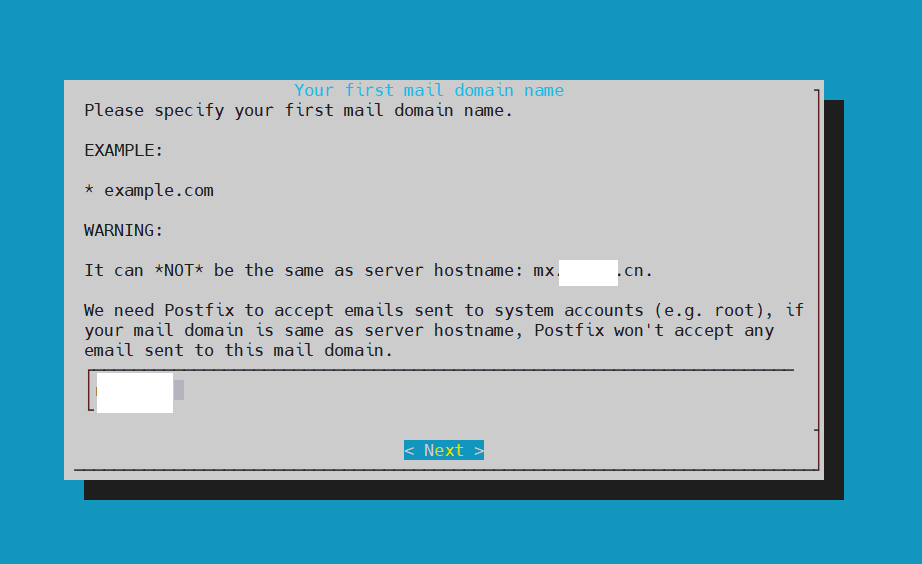 Your first mail domain name
Please specify your first mail domain name.
EXAMPLE:
* example.com
WARNING:
It can *NOT* be the same as server hostname: mx. .cn.
We need Postfix to accept emails sent to system accounts (e.g. root), if
your mail domain is same as server hostname, Postfix won't accept any
email sent to this mail domain.
< Next >